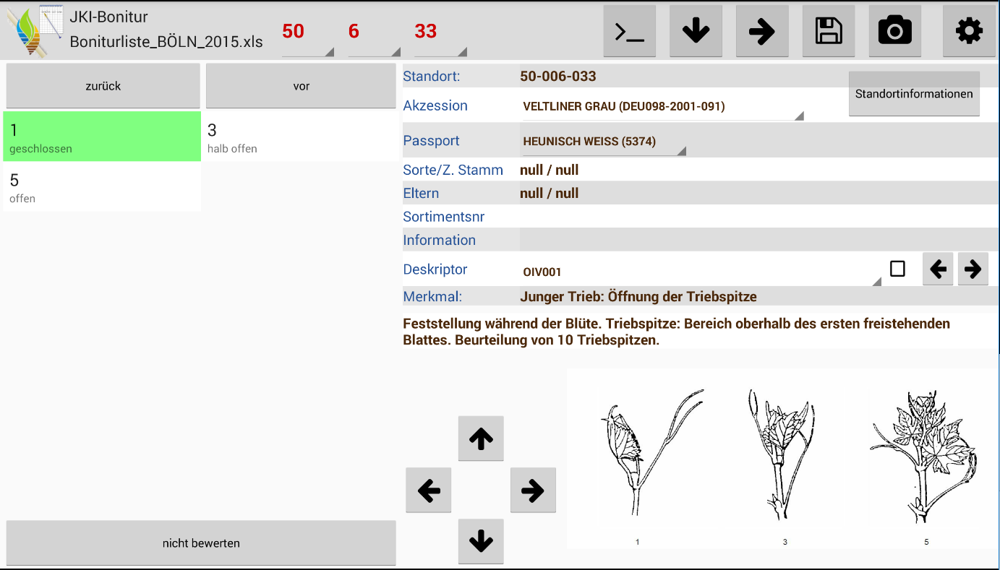 JKI-Bonitur
Boniturliste_BÖLN_2015.xls
50 6 33
>_
zurück vor
1
geschlossen
3
halb offen
5
offen
nicht bewerten
Standort: 50-006-033
Standortinformationen
Akzession VELTLINER GRAU (DEU098-2001-091)
Passport HEUNISCH WEISS (5374)
Sorte/Z. Stamm null / null
Eltern null / null
Sortimentsnr
Information
Deskriptor OIV001
Merkmal: Junger Trieb: Öffnung der Triebspitze
Feststellung während der Blüte. Triebspitze: Bereich oberhalb des ersten freistehenden
Blattes. Beurteilung von 10 Triebspitzen.
1 3 5